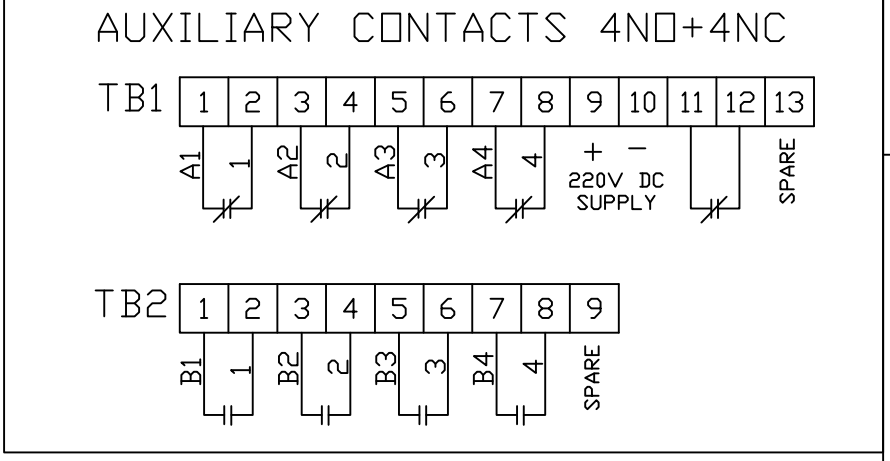 AUXILIARY CONTACTS 4NO+4NC
TB1 1 2 3 4 5 6 7 8 9 10 11 12 13
A1 1 A2 2 A3 3 A4 4 + - SPARE
220V DC
SUPPLY
TB2 1 2 3 4 5 6 7 8 9
B1 1 B2 2 B3 3 B4 4 SPARE